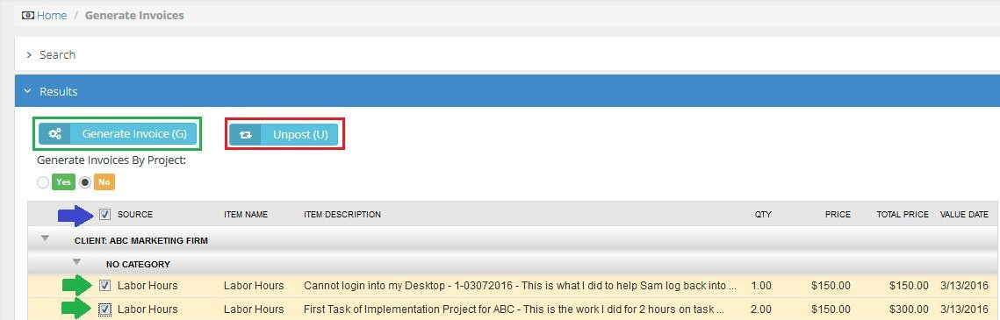 Home / Generate Invoices
Search
Results
Generate Invoice (G) Unpost (U)
Generate Invoices By Project:
Yes No
SOURCE ITEM NAME ITEM DESCRIPTION QTY PRICE TOTAL PRICE VALUE DATE
CLIENT: ABC MARKETING FIRM
NO CATEGORY
Labor Hours Labor Hours Cannot login into my Desktop - 1-03072016 - This is what I did to help Sam log back into ... 1.00 $150.00 $150.00 3/13/2016
Labor Hours Labor Hours First Task of Implementation Project for ABC - This is the work I did for 2 hours on task ... 2.00 $150.00 $300.00 3/13/2016